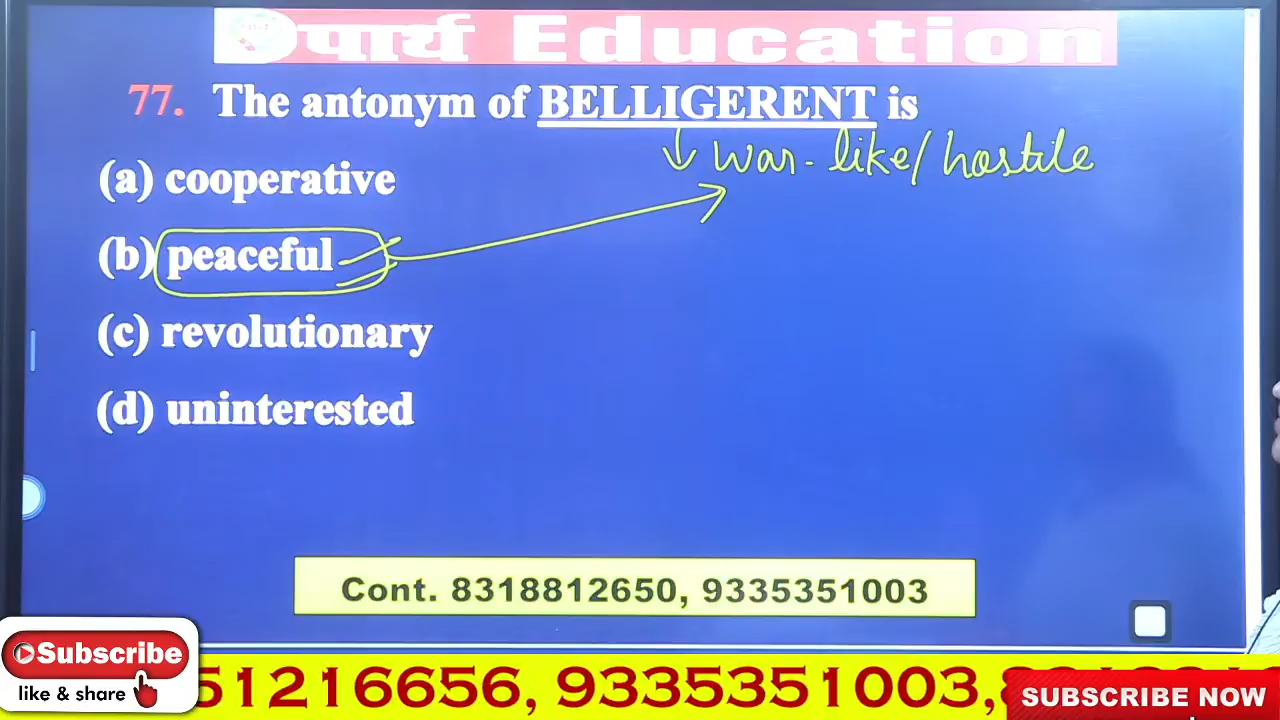 पार्य Education
77. The antonym of BELLIGERENT is
war-like/hostile
(a) cooperative
(b) peaceful
(c) revolutionary
(d) uninterested
Cont. 8318812650, 9335351003
Subscribe
like & share
51216656, 9335351003,
SUBSCRIBE NOW